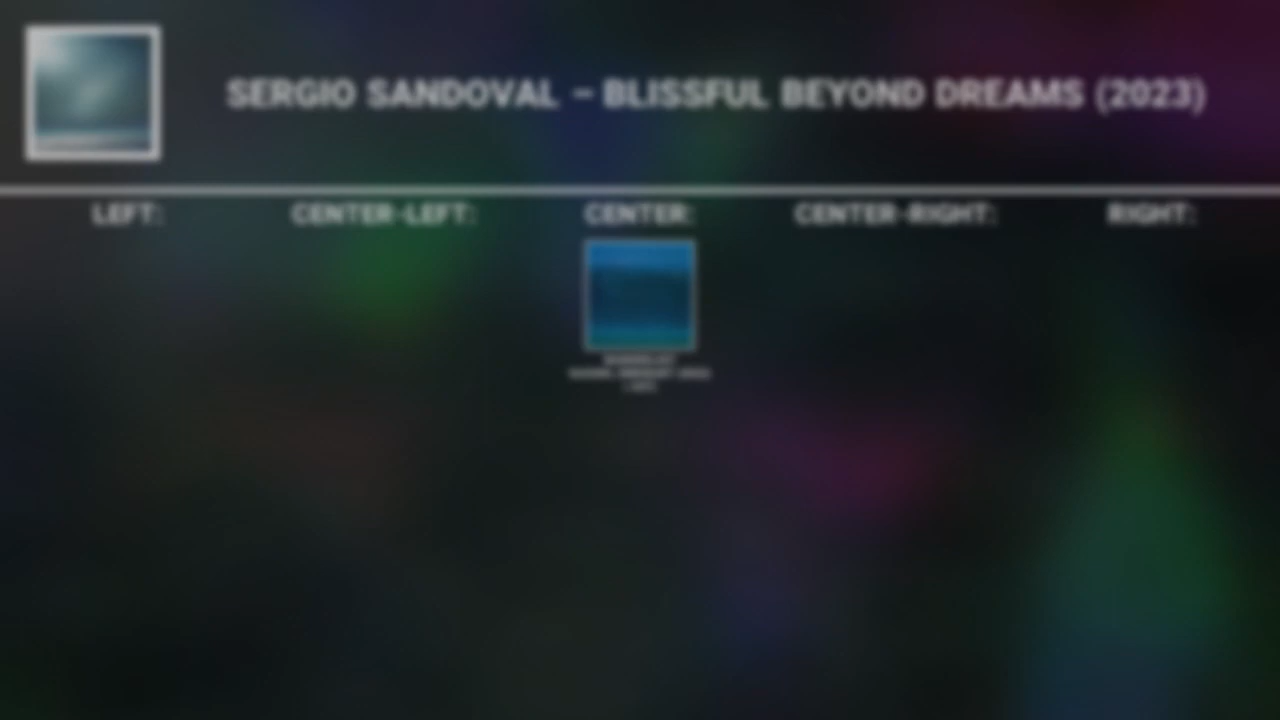 SERGIO SANDOVAL – BLISSFUL BEYOND DREAMS (2023)
LEFT:
CENTER-LEFT:
CENTER:
CENTER-RIGHT:
RIGHT: